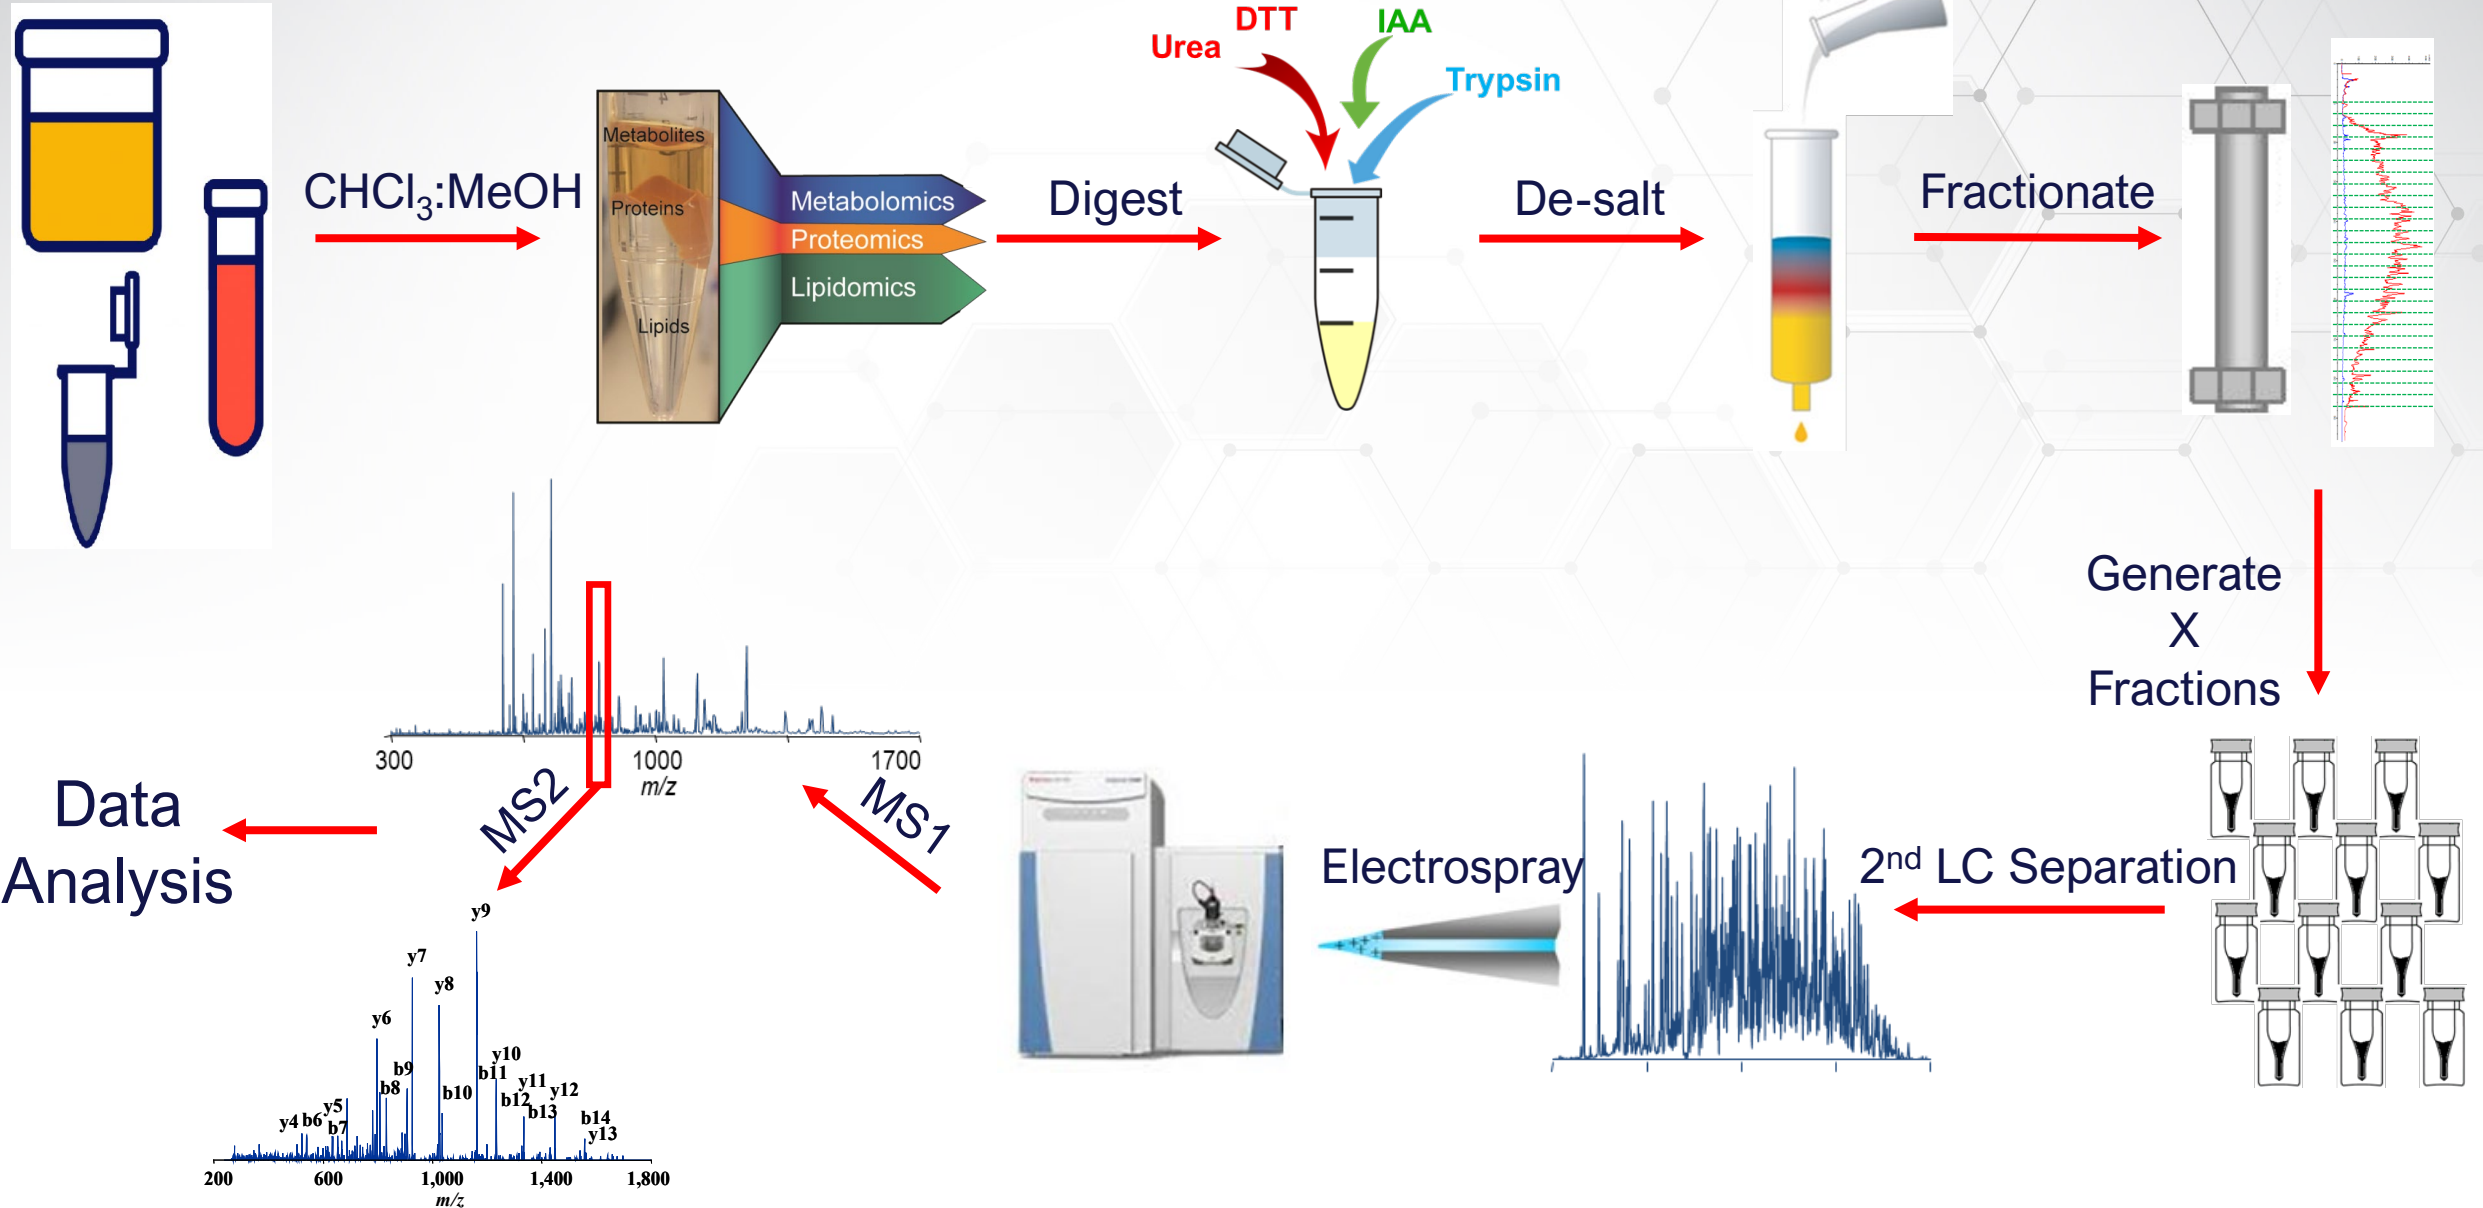 DTT
IAA
Urea
Trypsin
CHCl₃:MeOH
Metabolites
Proteins
Lipids
Metabolomics
Proteomics
Lipidomics
Digest
De-salt
Fractionate
Generate
X
Fractions
2nd LC Separation
Electrospray
MS1
300
1000
1700
m/z
MS2
Data
Analysis
y9
y7
y8
y6
y10
b9
b11
y11
b8
b10
y12
b12
y5
b13
y4
b6
b14
b7
y13
200
600
1,000
1,400
1,800
m/z